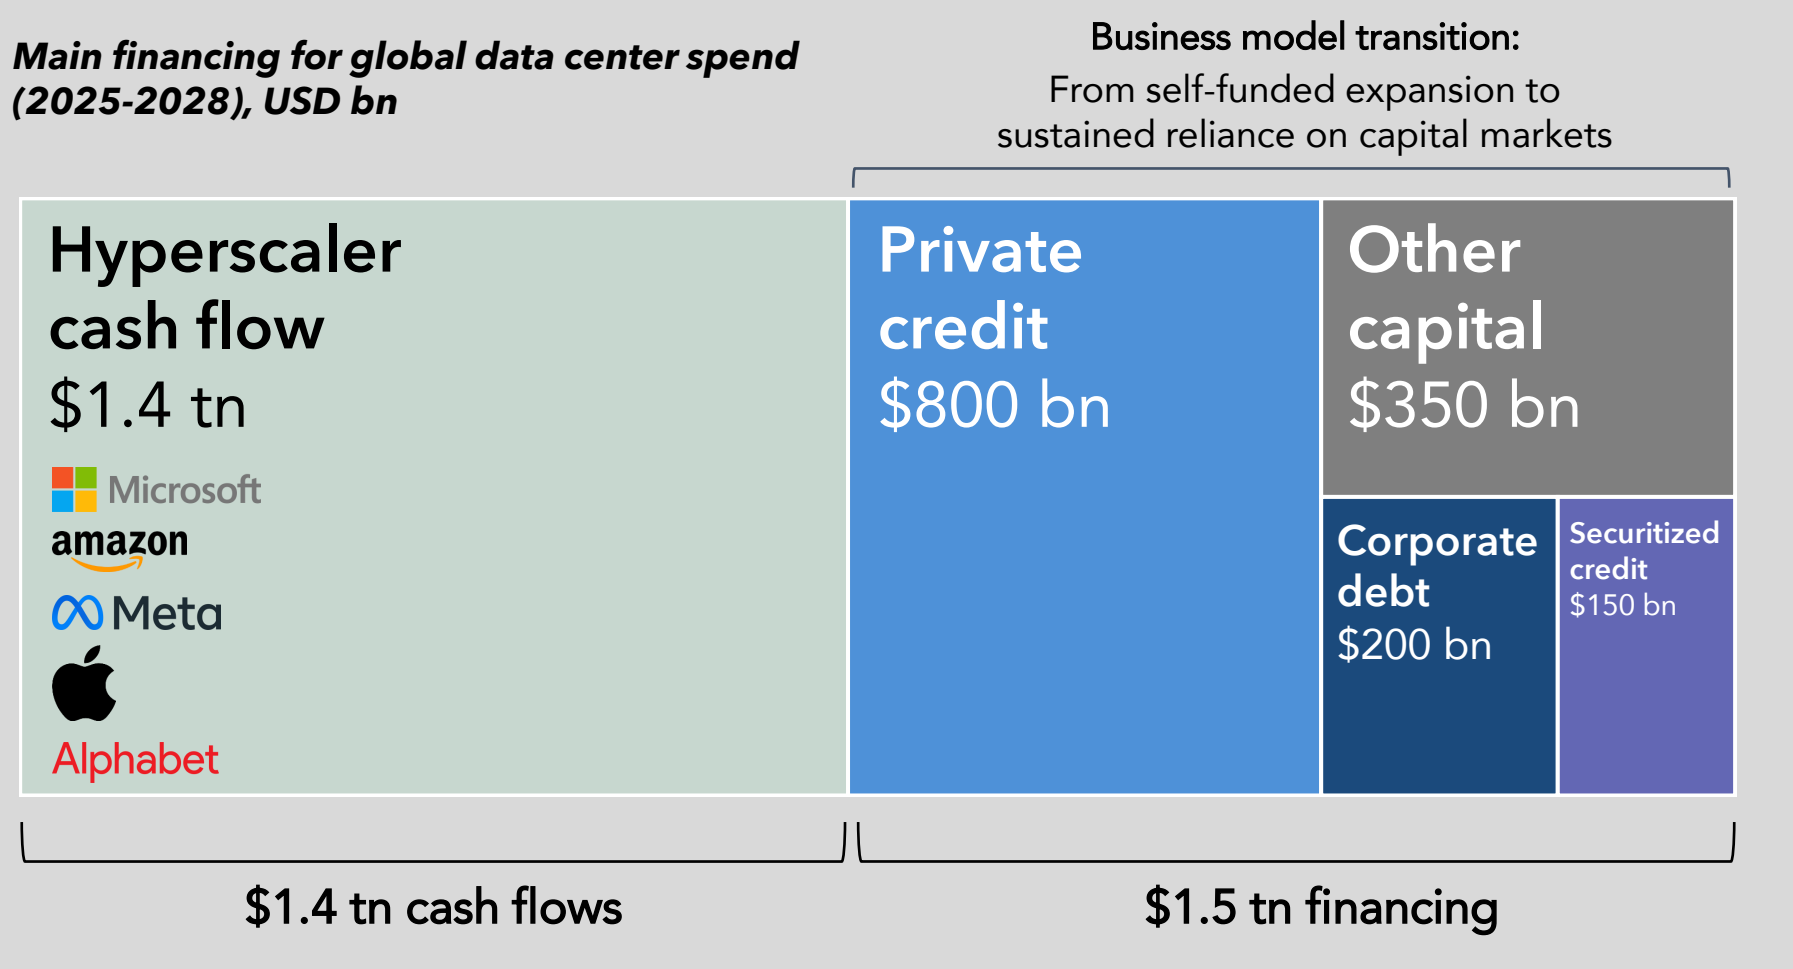 Main financing for global data center spend
(2025-2028), USD bn
Business model transition:
From self-funded expansion to
sustained reliance on capital markets
Hyperscaler
cash flow
$1.4 tn
Microsoft
amazon
Meta
Alphabet
Private
credit
$800 bn
Other
capital
$350 bn
Corporate
debt
$200 bn
Securitized
credit
$150 bn
$1.4 tn cash flows
$1.5 tn financing